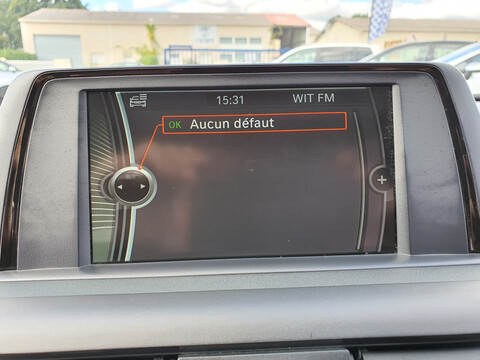 15:31 WIT FM
OK Aucun défaut
+